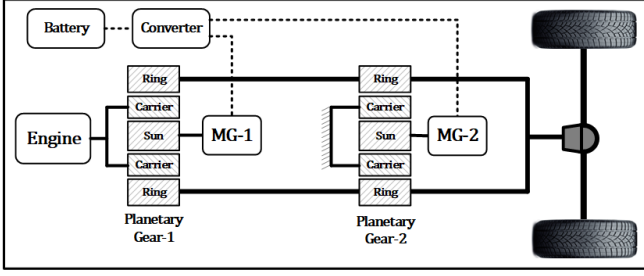 Battery
Converter
Ring
Ring
Carrier
Carrier
Engine
Sun
MG-1
Sun
MG-2
Carrier
Carrier
Ring
Ring
Planetary
Gear-1
Planetary
Gear-2